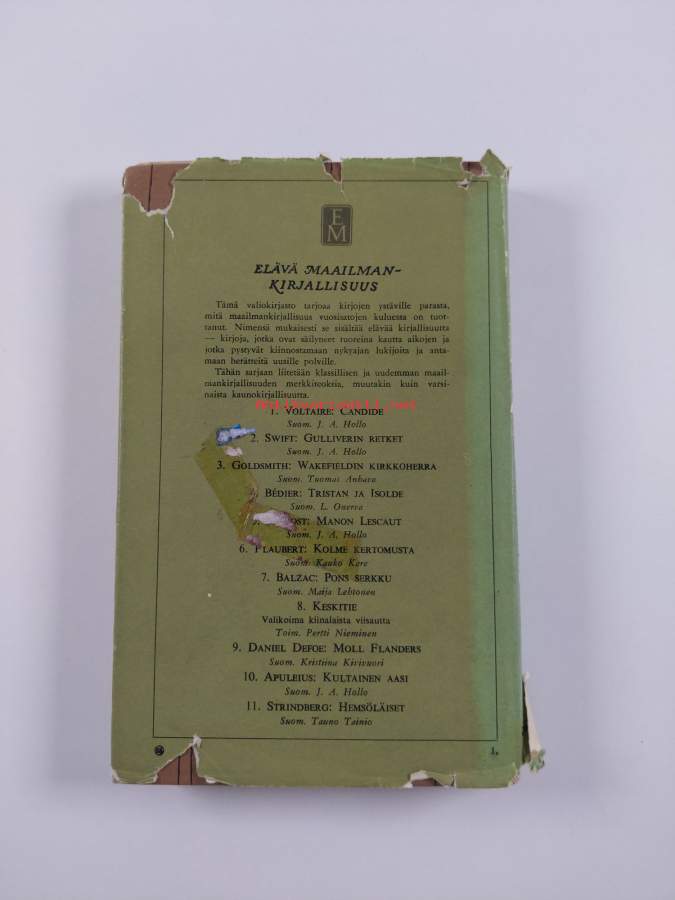 E
M
ELÄVÄ MAAILMAN-
KIRJALLISUUS
Tämä valiokirjasto tarjoaa kirjojen ystäville parasta,
mitä maailmankirjallisuus vuosisatojen kuluessa on tuot-
tanut. Nimensä mukaisesti se sisältää elävää kirjallisuutta
— kirjoja, jotka ovat säilyneet tuoreina kautta aikojen ja
jotka pystyvät kiinnostamaan nykyajan lukijoita ja anta-
maan herätteitä uusille polville.
Tähän sarjaan liitetään klassillisen ja uudemman maail-
mankirjallisuuden merkkiteoksia, muutakin kuin varsi-
naista kaunokirjallisuutta.
1. VOLTAIRE: CANDIDE
Suom. J. A. Hollo
2. SWIFT: GULLIVERIN RETKET
Suom. J. A. Hollo
3. GOLDSMITH: WAKEFIELDIN KIRKKOHERRA
Suom. Tuomas Anhava
BÉDIER: TRISTAN JA ISOLDE
Suom. L. Onerva
MANON LESCAUT
Suom. J. A. Hollo
6. FLAUBERT: KOLME KERTOMUSTA
Suom. Kauko Kare
7. BALZAC: PONS SERKKU
Suom. Maija Lehtonen
8. KESKITIE
Valikoima kiinalaista viisautta
Toim. Pertti Nieminen
9. DANIEL DEFOE: MOLL FLANDERS
Suom. Kristiina Kivivuori
10. APULEIUS: KULTAINEN AASI
Suom. J. A. Hollo
11. STRINDBERG: HEMSÖLÄISET
Suom. Tauno Tainio
1.